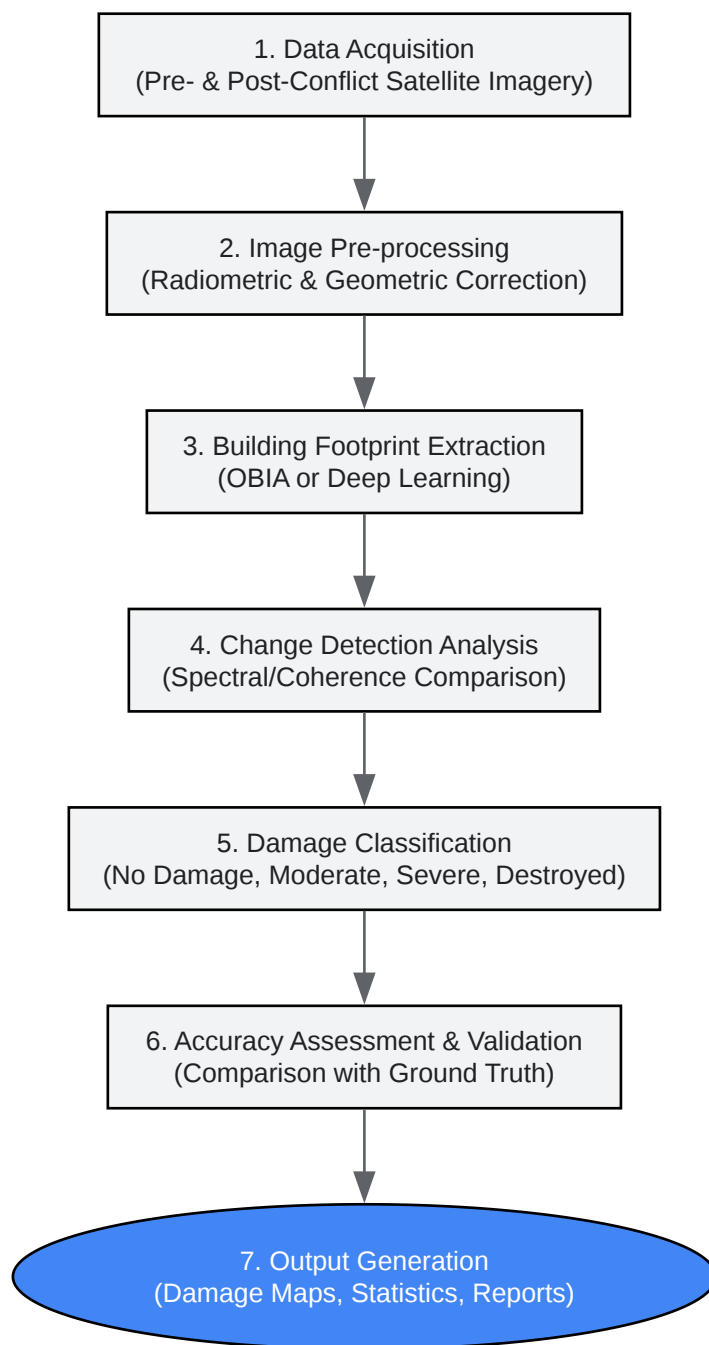 1. Data Acquisition
(Pre- & Post-Conflict Satellite Imagery)
2. Image Pre-processing
(Radiometric & Geometric Correction)
3. Building Footprint Extraction
(OBIA or Deep Learning)
4. Change Detection Analysis
(Spectral/Coherence Comparison)
5. Damage Classification
(No Damage, Moderate, Severe, Destroyed)
6. Accuracy Assessment & Validation
(Comparison with Ground Truth)
7. Output Generation
(Damage Maps, Statistics, Reports)